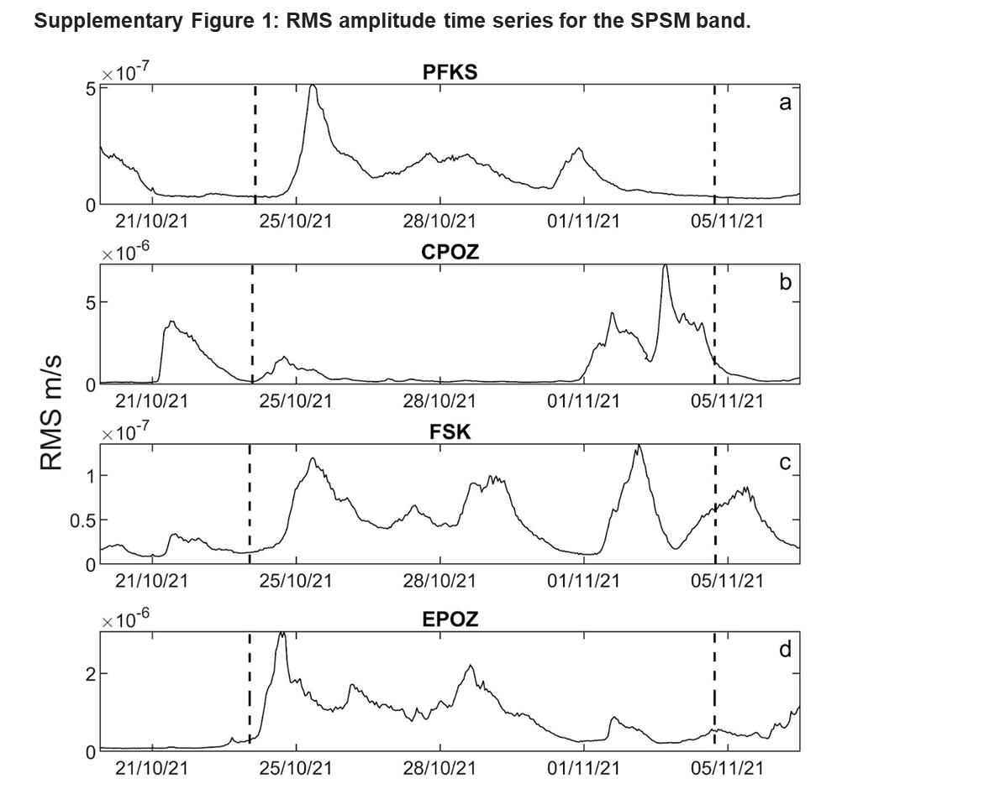 Supplementary Figure 1: RMS amplitude time series for the SPSM band.
×10-7
PFKS
a
5
0
21/10/21 25/10/21 28/10/21 01/11/21 05/11/21
×10-6
CPOZ
b
5
0
21/10/21 25/10/21 28/10/21 01/11/21 05/11/21
RMS m/s
×10-7
FSK
c
1
0.5
0
21/10/21 25/10/21 28/10/21 01/11/21 05/11/21
×10-6
EPOZ
d
2
0
21/10/21 25/10/21 28/10/21 01/11/21 05/11/21